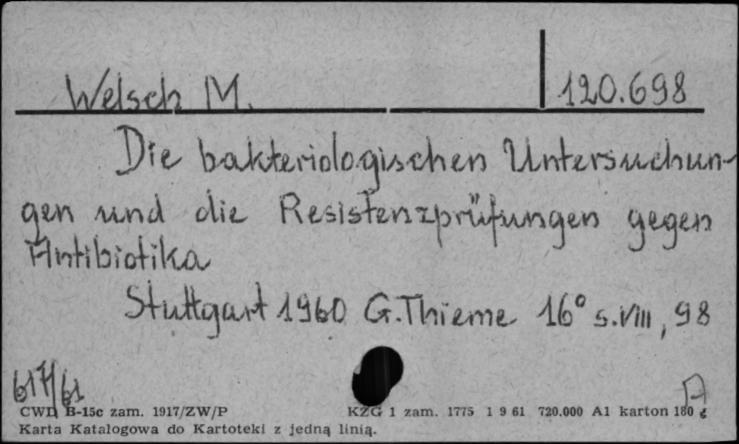 Welsch M. 120.698
Die bakteriologischen Untersuchun-
gen und die Resistenzprüfungen gegen
Antibiotika
Stuttgart 1960 G. Thieme 16° s. VIII, 98
CWD B-15c zam. 1917/ZW/P KZG 1 zam. 1775 1 9 61 720.000 A1 karton 180 g
Karta Katalogowa do Kartoteki z jedną linią.